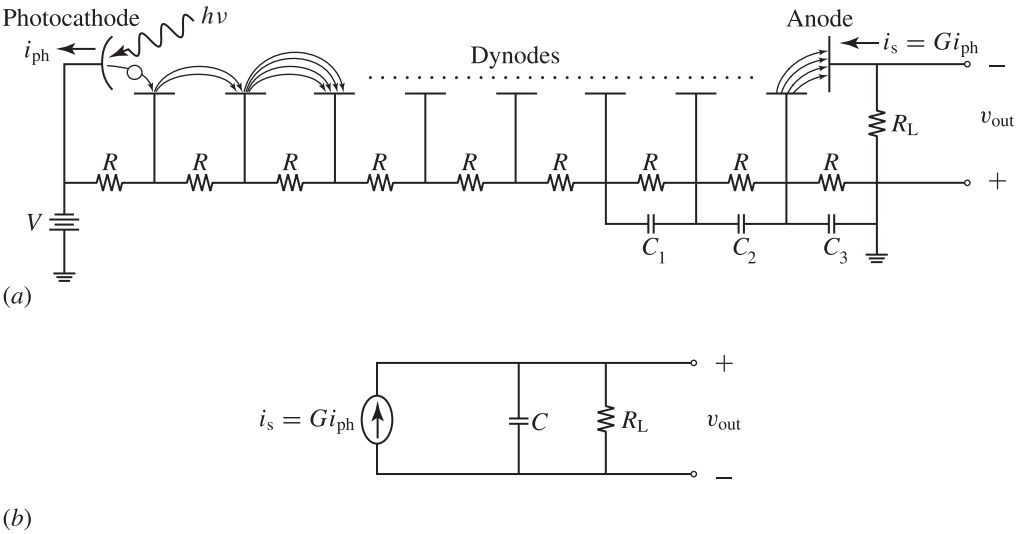 Photocathode hν Anode
i_ph i_s = Gi_ph −
Dynodes
R_L v_out
R R R R R R R R R +
V
C_1 C_2 C_3
(a)
+
i_s = Gi_ph C R_L v_out
−
(b)